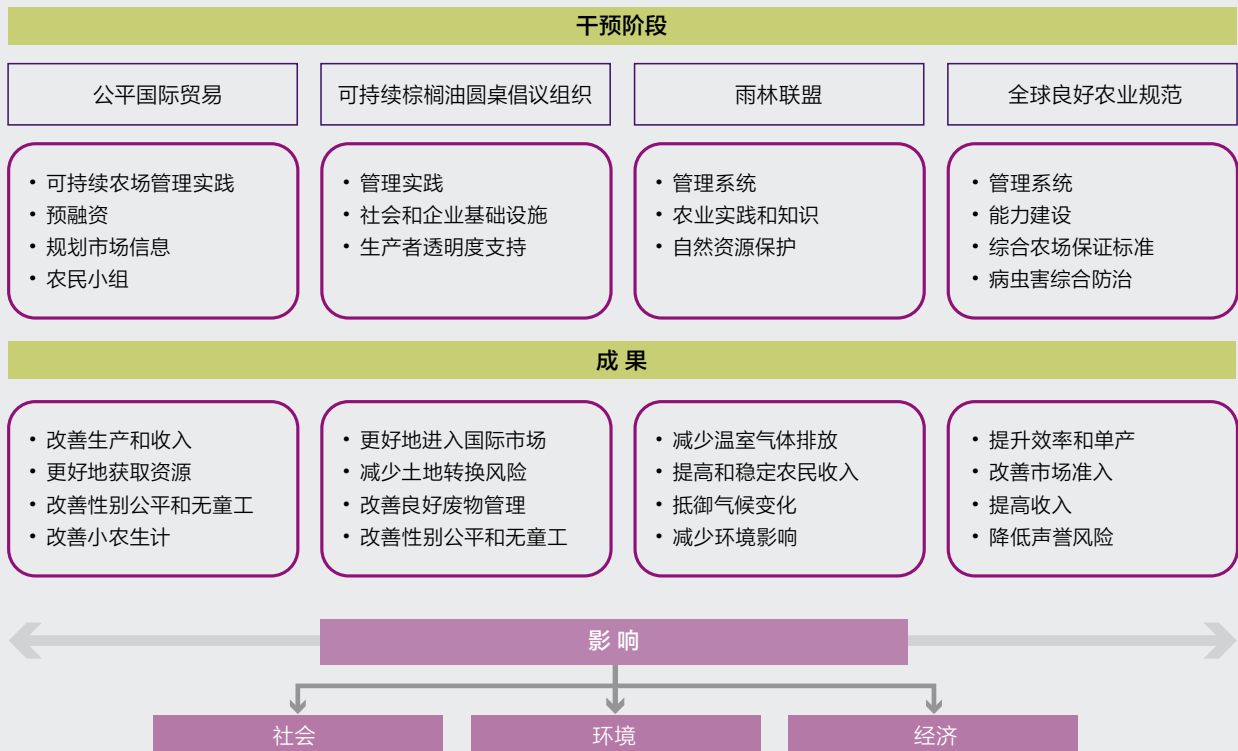 干预阶段
公平国际贸易
可持续棕榈油圆桌倡议组织
雨林联盟
全球良好农业规范
• 可持续农场管理实践
• 预融资
• 规划市场信息
• 农民小组
• 管理实践
• 社会和企业基础设施
• 生产者透明度支持
• 管理系统
• 农业实践和知识
• 自然资源保护
• 管理系统
• 能力建设
• 综合农场保证标准
• 病虫害综合防治
成 果
• 改善生产和收入
• 更好地获取资源
• 改善性别公平和无童工
• 改善小农生计
• 更好地进入国际市场
• 减少土地转换风险
• 改善良好废物管理
• 改善性别公平和无童工
• 减少温室气体排放
• 提高和稳定农民收入
• 抵御气候变化
• 减少环境影响
• 提升效率和单产
• 改善市场准入
• 提高收入
• 降低声誉风险
影 响
社会
环境
经济